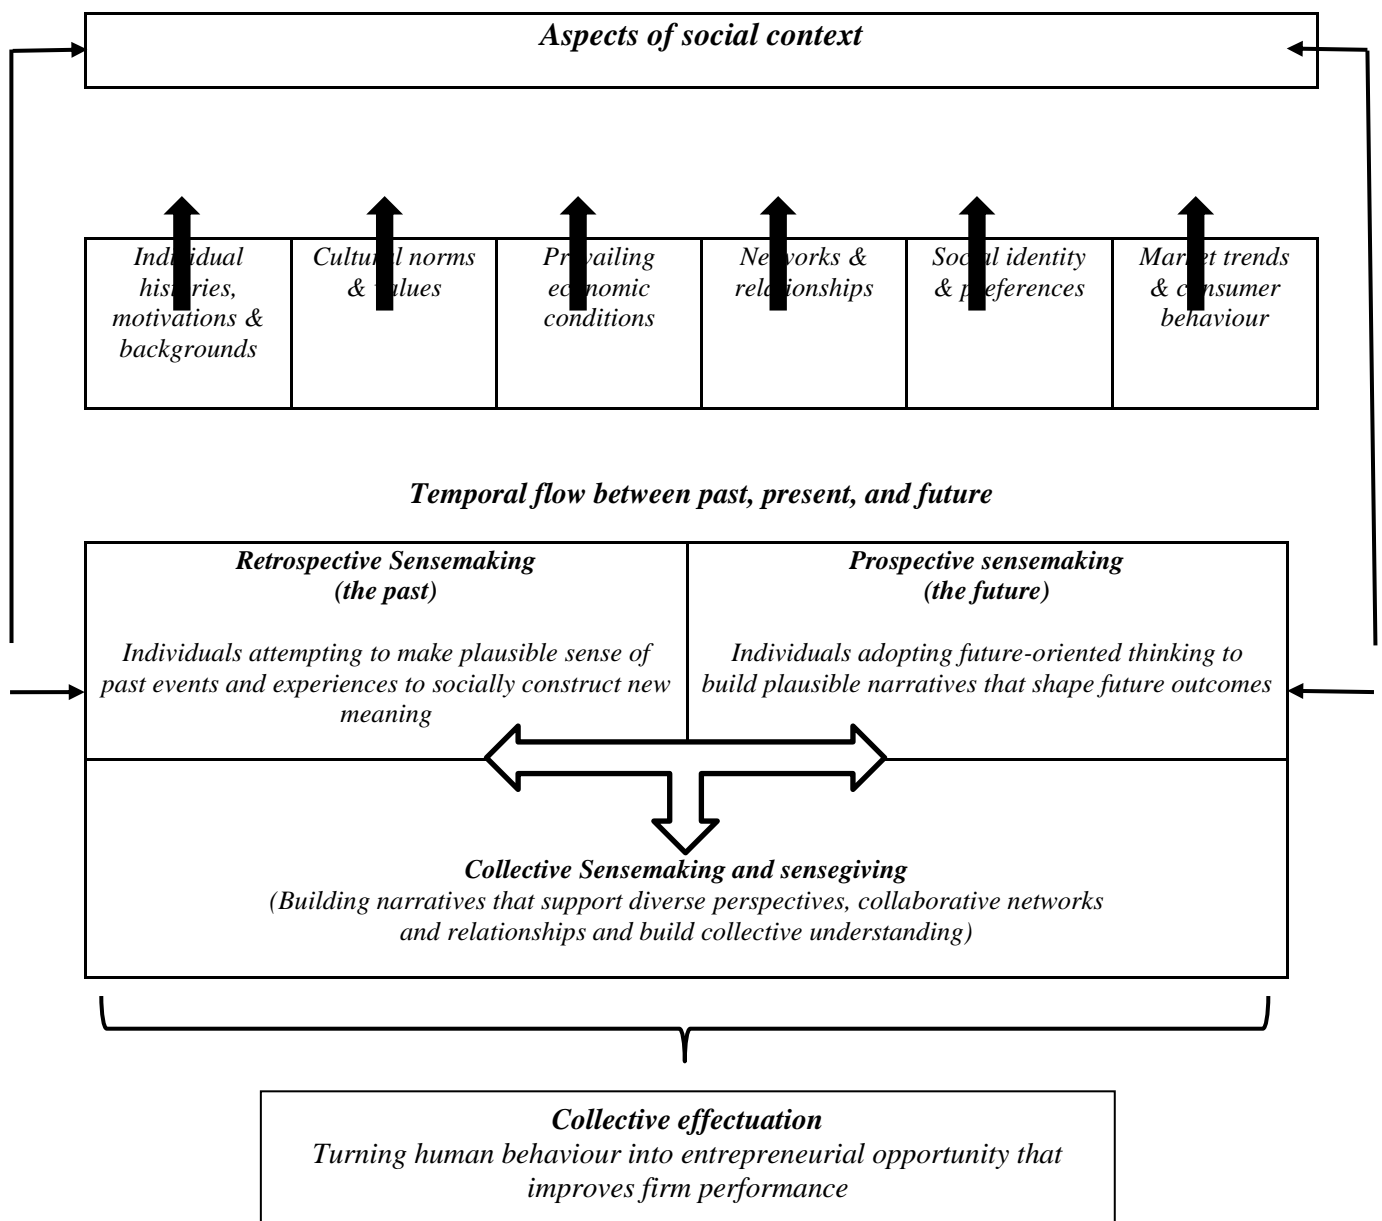 Aspects of social context
Individual
histories,
motivations &
backgrounds
Cultural norms
& values
Prevailing
economic
conditions
Networks &
relationships
Social identity
& preferences
Market trends
& consumer
behaviour
Temporal flow between past, present, and future
Retrospective Sensemaking
(the past)
Individuals attempting to make plausible sense of
past events and experiences to socially construct new
meaning
Prospective sensemaking
(the future)
Individuals adopting future-oriented thinking to
build plausible narratives that shape future outcomes
Collective Sensemaking and sensegiving
(Building narratives that support diverse perspectives, collaborative networks
and relationships and build collective understanding)
Collective effectuation
Turning human behaviour into entrepreneurial opportunity that
improves firm performance